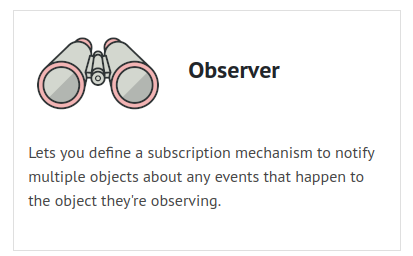 Observer
Lets you define a subscription mechanism to notify
multiple objects about any events that happen to
the object they're observing.